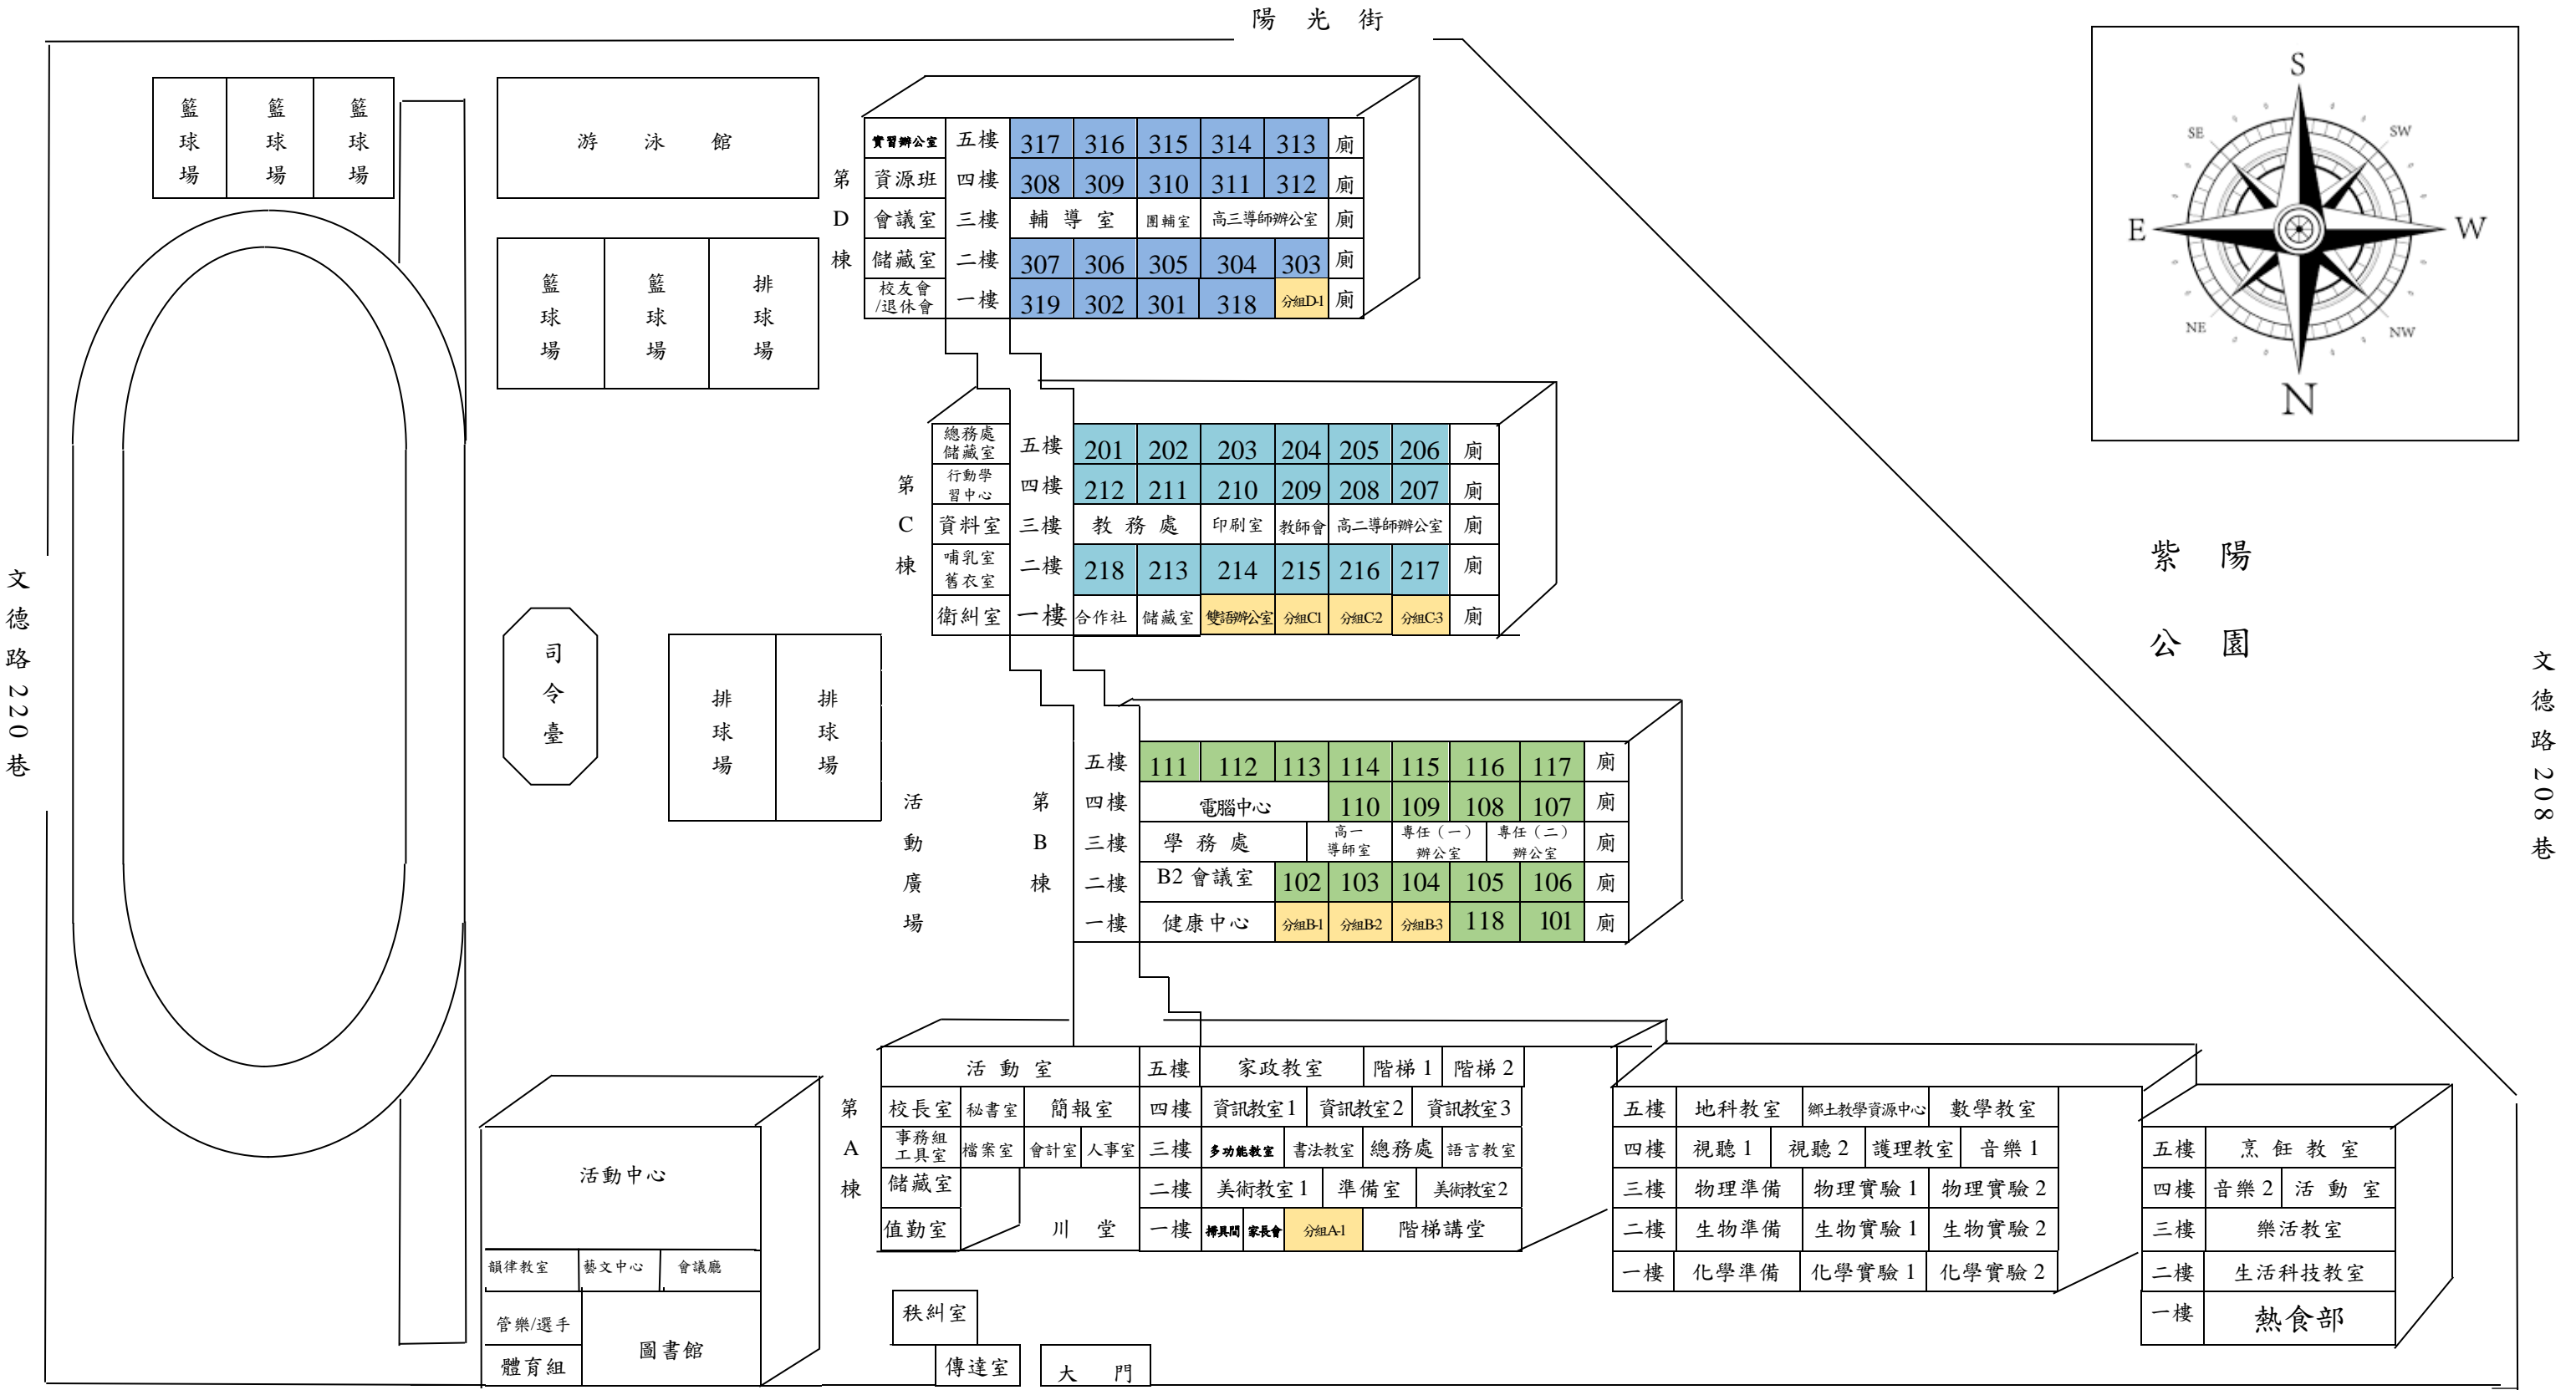 陽 光 街
籃球場
籃球場
籃球場
游 泳 館
籃球場
籃球場
排球場
文德路220巷
司令臺
排球場
排球場
活動廣場
第D棟
實習辦公室 五樓 317 316 315 314 313 廁
資源班 四樓 308 309 310 311 312 廁
會議室 三樓 輔導室 團輔室 高三導師辦公室 廁
儲藏室 二樓 307 306 305 304 303 廁
校友會
/退休會 一樓 319 302 301 318 分組D-1 廁
第C棟
總務處
儲藏室 五樓 201 202 203 204 205 206 廁
行動學
習中心 四樓 212 211 210 209 208 207 廁
資料室 三樓 教務處 印刷室 教師會 高二導師辦公室 廁
哺乳室
舊衣室 二樓 218 213 214 215 216 217 廁
衛糾室 一樓 合作社 儲藏室 雙語辦公室 分組C1 分組C-2 分組C-3 廁
第B棟
五樓 111 112 113 114 115 116 117 廁
四樓 電腦中心 110 109 108 107 廁
三樓 學務處 高一
導師室 專任（一）
辦公室 專任（二）
辦公室 廁
二樓 B2 會議室 102 103 104 105 106 廁
一樓 健康中心 分組B-1 分組B-2 分組B-3 118 101 廁
第A棟
活動室 五樓 家政教室 階梯 1 階梯 2
校長室 秘書室 簡報室 四樓 資訊教室1 資訊教室2 資訊教室3
事務組
工具室 檔案室 會計室 人事室 三樓 多功能教室 書法教室 總務處 語言教室
儲藏室 二樓 美術教室1 準備室 美術教室2
值勤室 川堂 一樓 掃具間 家長會 分組A-1 階梯講堂
五樓 地科教室 鄉土教學資源中心 數學教室
四樓 視聽 1 視聽 2 護理教室 音樂 1
三樓 物理準備 物理實驗 1 物理實驗 2
二樓 生物準備 生物實驗 1 生物實驗 2
一樓 化學準備 化學實驗 1 化學實驗 2
五樓 烹飪教室
四樓 音樂 2 活動室
三樓 樂活教室
二樓 生活科技教室
一樓 熱食部
活動中心
韻律教室 藝文中心 會議廳
管樂/選手
體育組
圖書館
秩糾室
傳達室
大 門
S
SE
SW
E
W
NE
NW
N
紫 陽
公 園
文德路208巷